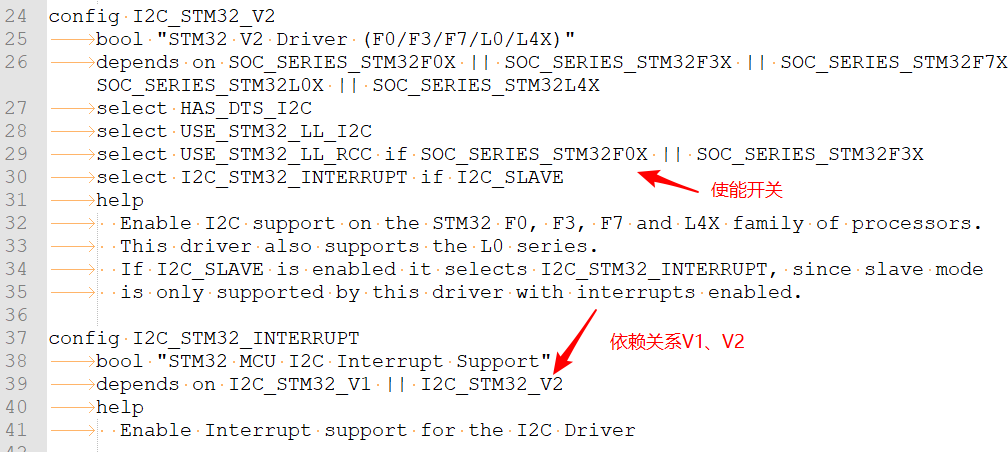 24 config I2C_STM32_V2
25 bool "STM32 V2 Driver (F0/F3/F7/L0/L4X)"
26 depends on SOC_SERIES_STM32F0X || SOC_SERIES_STM32F3X || SOC_SERIES_STM32F7X
SOC_SERIES_STM32L0X || SOC_SERIES_STM32L4X
27 select HAS_DTS_I2C
28 select USE_STM32_LL_I2C
29 select USE_STM32_LL_RCC if SOC_SERIES_STM32F0X || SOC_SERIES_STM32F3X
30 select I2C_STM32_INTERRUPT if I2C_SLAVE
使能开关
31 help
32 Enable I2C support on the STM32 F0, F3, F7 and L4X family of processors.
33 This driver also supports the L0 series.
34 If I2C_SLAVE is enabled it selects I2C_STM32_INTERRUPT, since slave mode
35 is only supported by this driver with interrupts enabled.
36
37 config I2C_STM32_INTERRUPT
依赖关系V1、V2
38 bool "STM32 MCU I2C Interrupt Support"
39 depends on I2C_STM32_V1 || I2C_STM32_V2
40 help
41 Enable Interrupt support for the I2C Driver